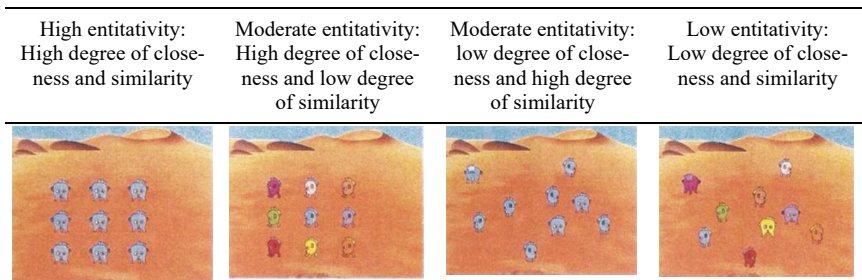 High entitativity:
High degree of close-
ness and similarity
Moderate entitativity:
High degree of close-
ness and low degree
of similarity
Moderate entitativity:
low degree of close-
ness and high degree
of similarity
Low entitativity:
Low degree of close-
ness and similarity